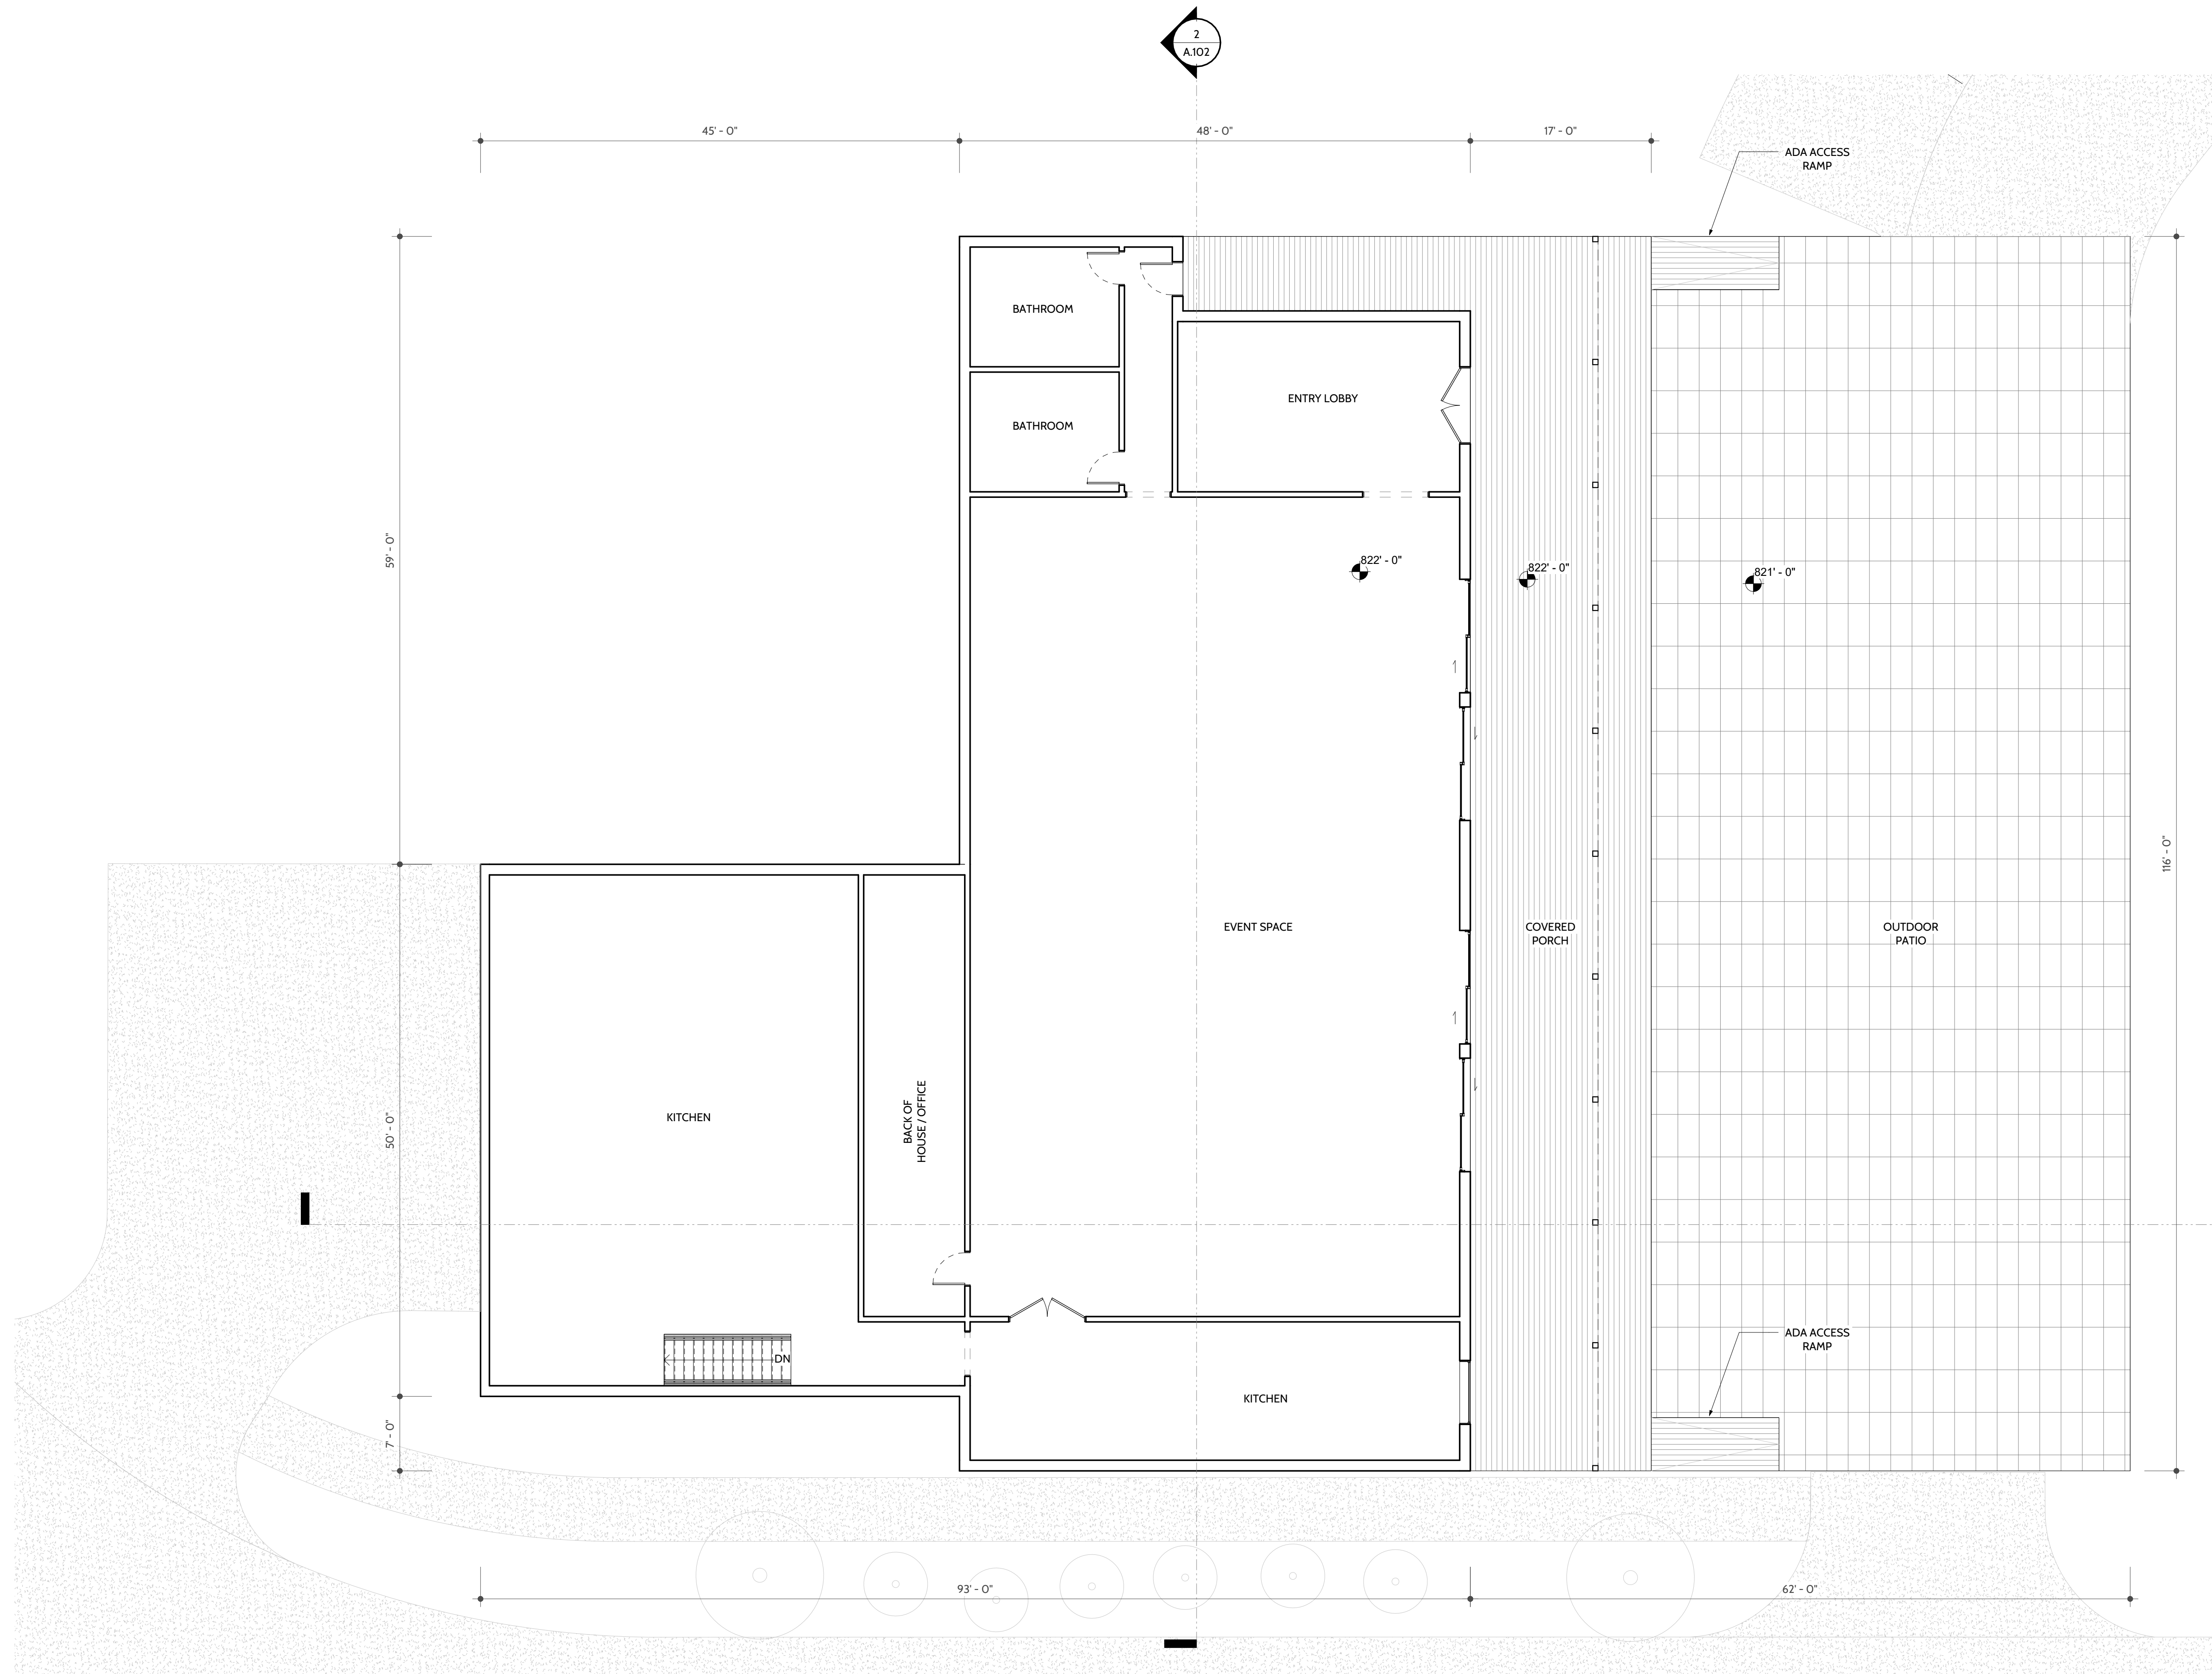 2
A.102
45' - 0"
48' - 0"
17' - 0"
ADA ACCESS
RAMP
BATHROOM
ENTRY LOBBY
BATHROOM
59' - 0"
822' - 0"
822' - 0"
821' - 0"
116' - 0"
EVENT SPACE
COVERED
PORCH
OUTDOOR
PATIO
KITCHEN
BACK OF
HOUSE / OFFICE
50' - 0"
ADA ACCESS
RAMP
DN
KITCHEN
7' - 0"
93' - 0"
62' - 0"